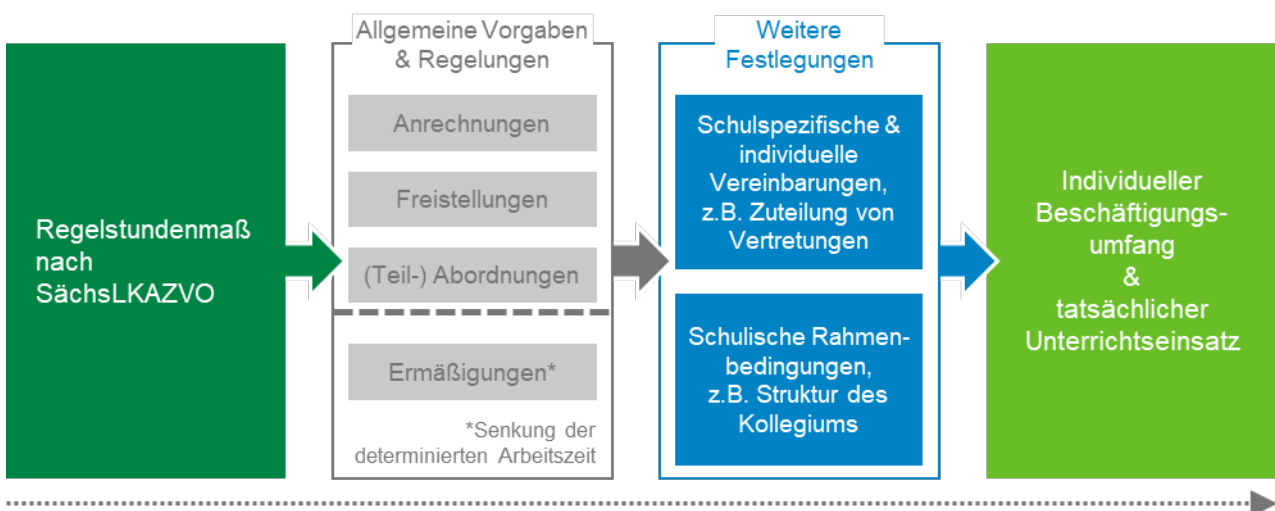 Regelstundenmaß
nach
SächsLKAZVO
Allgemeine Vorgaben
& Regelungen
Anrechnungen
Freistellungen
(Teil-) Abordnungen
Ermäßigungen*
*Senkung der
determinierten Arbeitszeit
Weitere
Festlegungen
Schulspezifische &
individuelle
Vereinbarungen,
z.B. Zuteilung von
Vertretungen
Schulische Rahmen-
bedingungen,
z.B. Struktur des
Kollegiums
Individueller
Beschäftigungs-
umfang
&
tatsächlicher
Unterrichtseinsatz